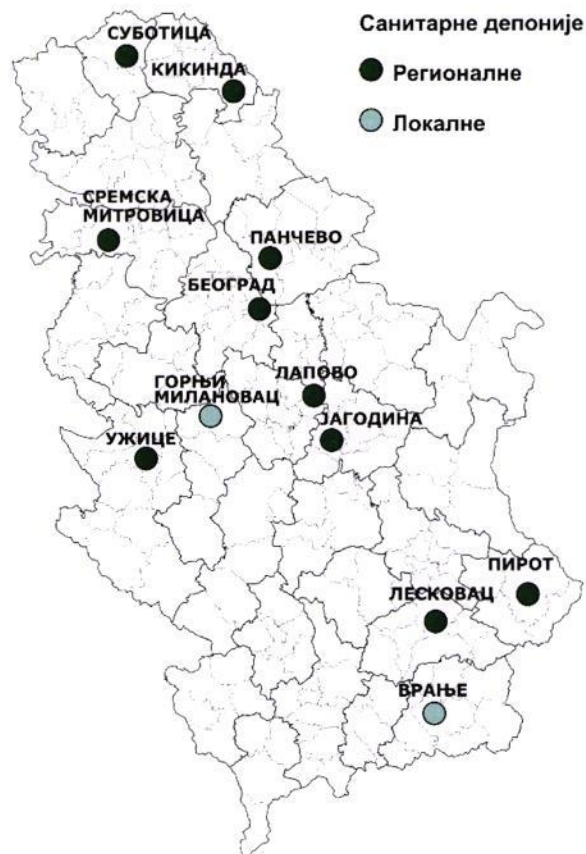 Санитарне депоније
Регионалне
Локалне
СУБОТИЦА
КИКИНДА
СРЕМСКА
МИТРОВИЦА
ПАНЧЕВО
БЕОГРАД
ЛАПОВО
ГОРЊИ
МИЛАНОВАЦ
ЈАГОДИНА
УЖИЦЕ
ПИРОТ
ЛЕСКОВАЦ
ВРАЊЕ